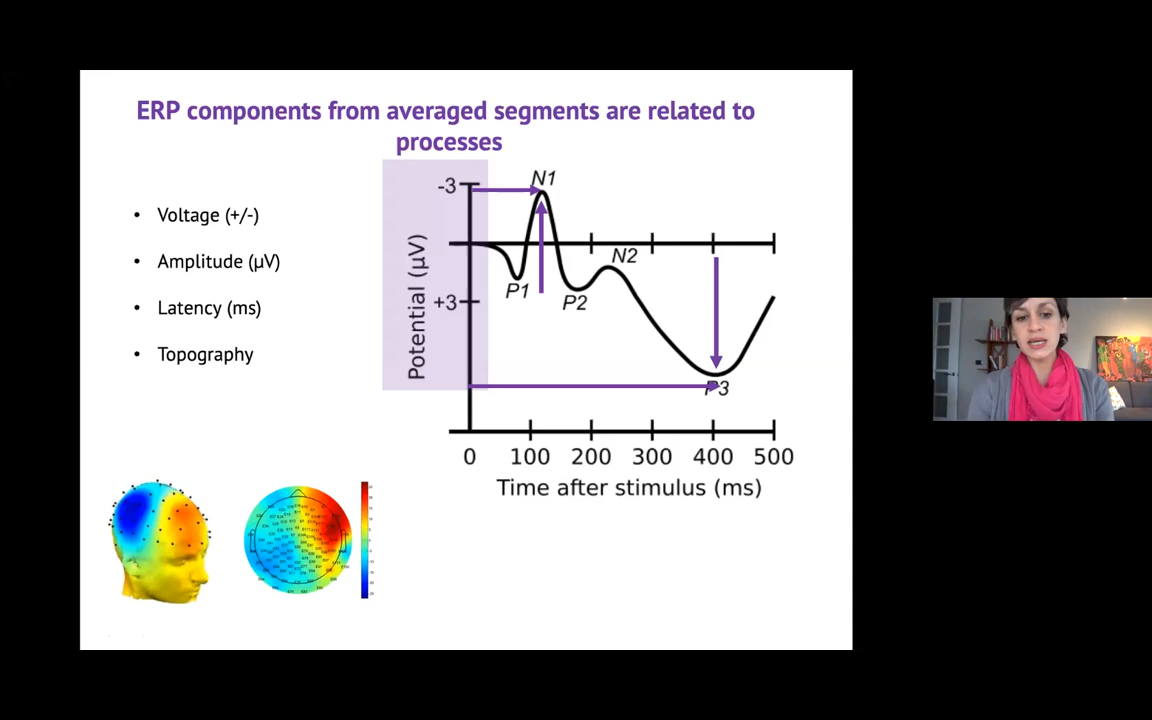 ERP components from averaged segments are related to
processes
• Voltage (+/-)
• Amplitude (µV)
• Latency (ms)
• Topography
-3
+3
Potential (µV)
N1
P1
P2
N2
P3
0 100 200 300 400 500
Time after stimulus (ms)